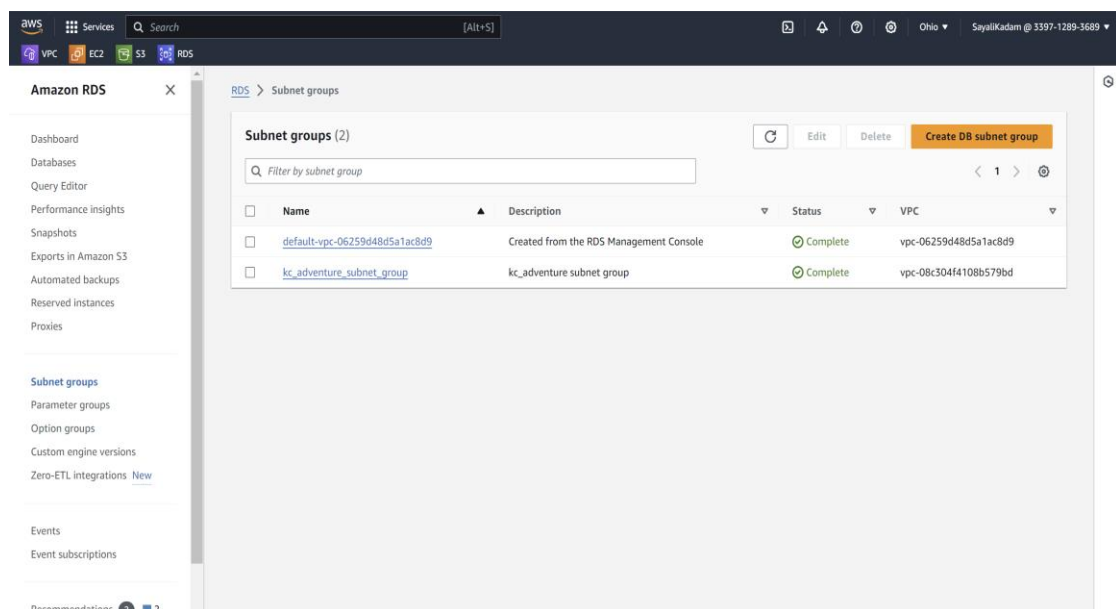 aws Services Search [Alt+S] Ohio SayaliKadam @ 3397-1289-3689
VPC EC2 S3 RDS
Amazon RDS
Dashboard
Databases
Query Editor
Performance insights
Snapshots
Exports in Amazon S3
Automated backups
Reserved instances
Proxies
Subnet groups
Parameter groups
Option groups
Custom engine versions
Zero-ETL integrations New
Events
Event subscriptions
Recommendations 2
RDS > Subnet groups
Subnet groups (2) Edit Delete Create DB subnet group
Filter by subnet group 1
Name Description Status VPC
default-vpc-06259d48d5a1ac8d9 Created from the RDS Management Console Complete vpc-06259d48d5a1ac8d9
kc_adventure_subnet_group kc_adventure subnet group Complete vpc-08c304f4108b579bd